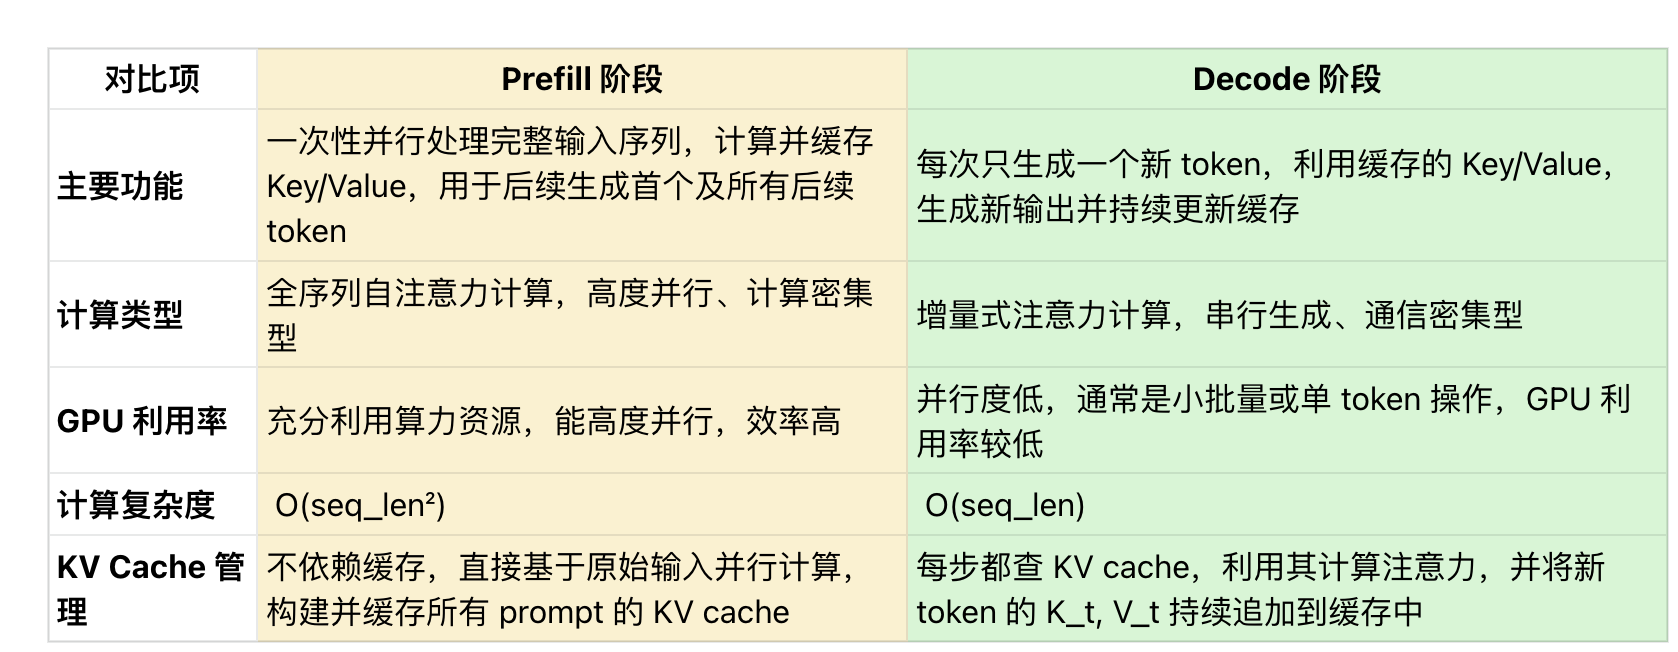 对比项
Prefill 阶段
Decode 阶段
主要功能
一次性并行处理完整输入序列，计算并缓存
Key/Value，用于后续生成首个及所有后续
token
每次只生成一个新 token，利用缓存的 Key/Value，
生成新输出并持续更新缓存
计算类型
全序列自注意力计算，高度并行、计算密集
型
增量式注意力计算，串行生成、通信密集型
GPU 利用率
充分利用算力资源，能高度并行，效率高
并行度低，通常是小批量或单 token 操作，GPU 利
用率较低
计算复杂度
O(seq_len²)
O(seq_len)
KV Cache 管
理
不依赖缓存，直接基于原始输入并行计算，
构建并缓存所有 prompt 的 KV cache
每步都查 KV cache，利用其计算注意力，并将新
token 的 K_t, V_t 持续追加到缓存中